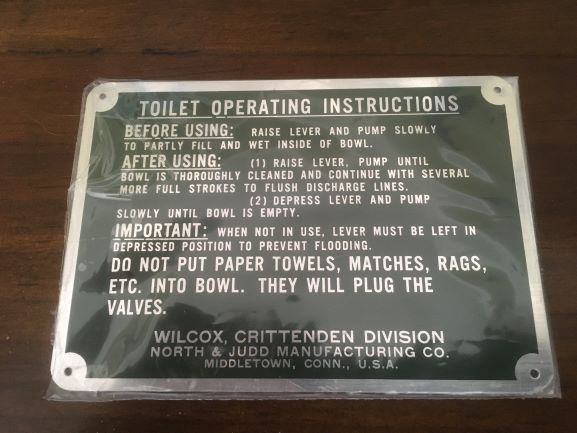 TOILET OPERATING INSTRUCTIONS
BEFORE USING: RAISE LEVER AND PUMP SLOWLY
TO PARTLY FILL AND WET INSIDE OF BOWL.
AFTER USING: (1) RAISE LEVER, PUMP UNTIL
BOWL IS THOROUGHLY CLEANED AND CONTINUE WITH SEVERAL
MORE FULL STROKES TO FLUSH DISCHARGE LINES.
(2) DEPRESS LEVER AND PUMP
SLOWLY UNTIL BOWL IS EMPTY.
IMPORTANT: WHEN NOT IN USE, LEVER MUST BE LEFT IN
DEPRESSED POSITION TO PREVENT FLOODING.
DO NOT PUT PAPER TOWELS, MATCHES, RAGS,
ETC. INTO BOWL. THEY WILL PLUG THE
VALVES.
WILCOX, CRITTENDEN DIVISION
NORTH & JUDD MANUFACTURING CO.
MIDDLETOWN, CONN., U.S.A.